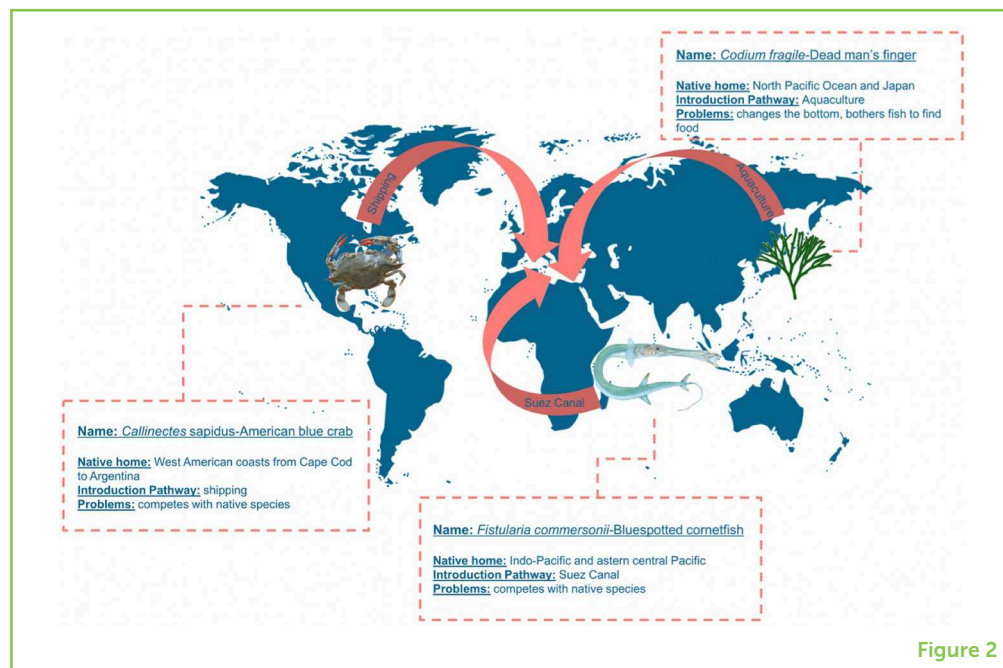 Name: Codium fragile-Dead man's finger
Native home: North Pacific Ocean and Japan
Introduction Pathway: Aquaculture
Problems: changes the bottom, bothers fish to find
food
Shipping
Aquaculture
Suez Canal
Name: Callinectes sapidus-American blue crab
Native home: West American coasts from Cape Cod
to Argentina
Introduction Pathway: shipping
Problems: competes with native species
Name: Fistularia commersonii-Bluespotted cornetfish
Native home: Indo-Pacific and astern central Pacific
Introduction Pathway: Suez Canal
Problems: competes with native species
Figure 2